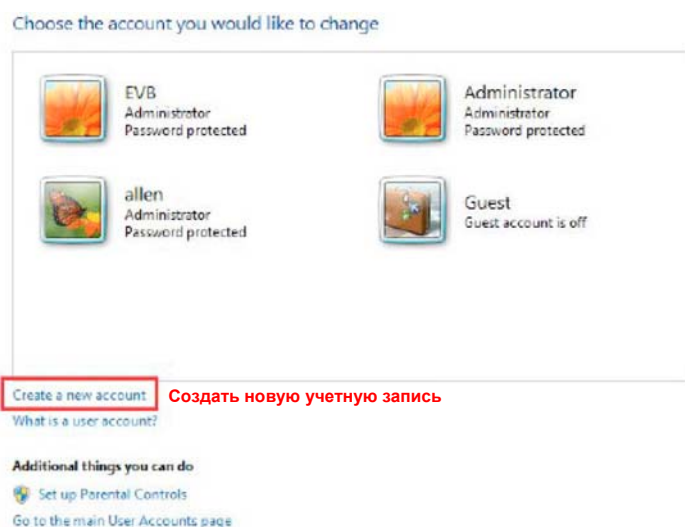 Choose the account you would like to change
EVB
Administrator
Password protected
Administrator
Administrator
Password protected
allen
Administrator
Password protected
Guest
Guest account is off
Create a new account
Создать новую учетную запись
What is a user account?
Additional things you can do
Set up Parental Controls
Go to the main User Accounts page